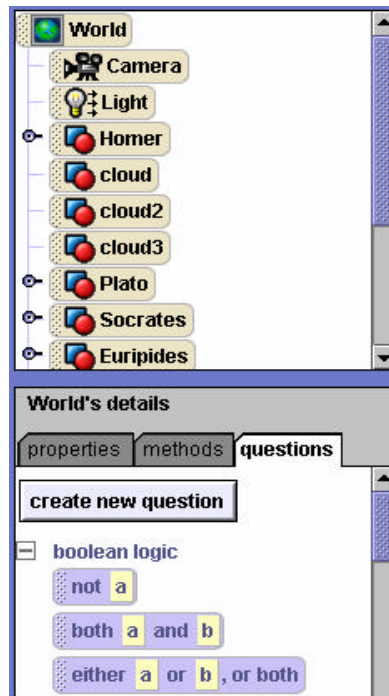 World
Camera
Light
Homer
cloud
cloud2
cloud3
Plato
Socrates
Euripides
World's details
properties methods questions
create new question
boolean logic
not a
both a and b
either a or b , or both